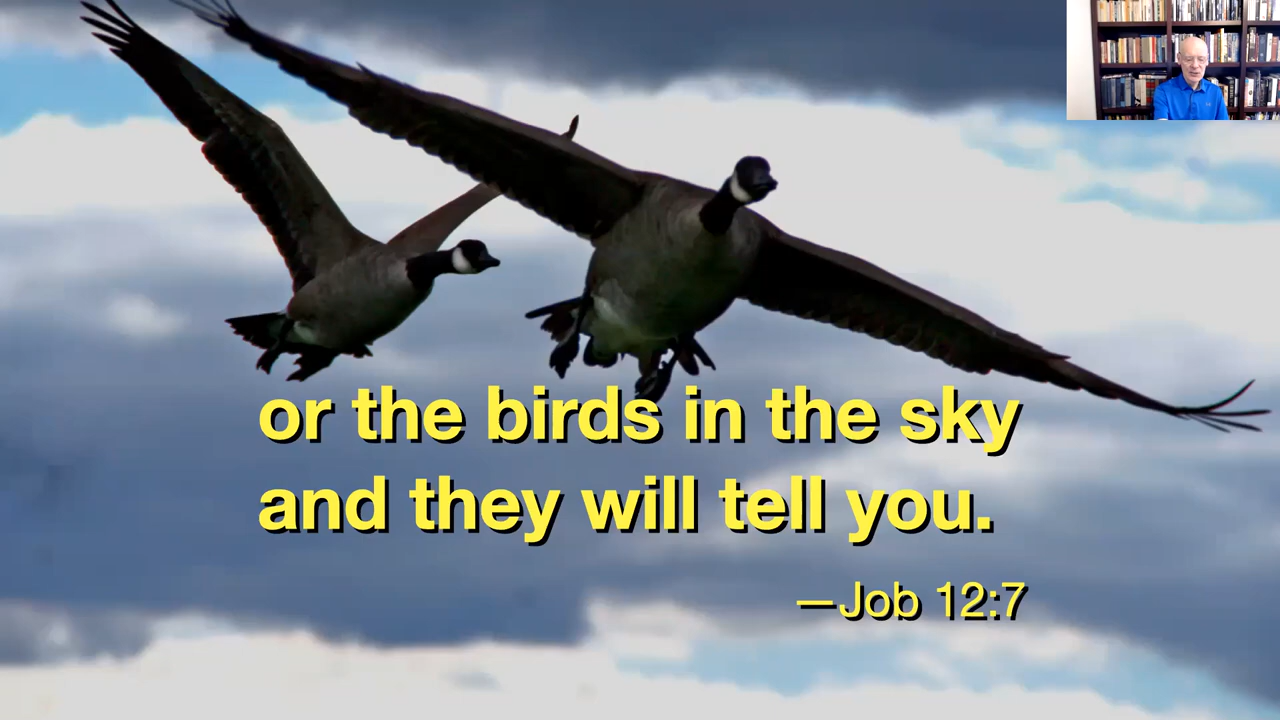 or the birds in the sky
and they will tell you.
—Job 12:7